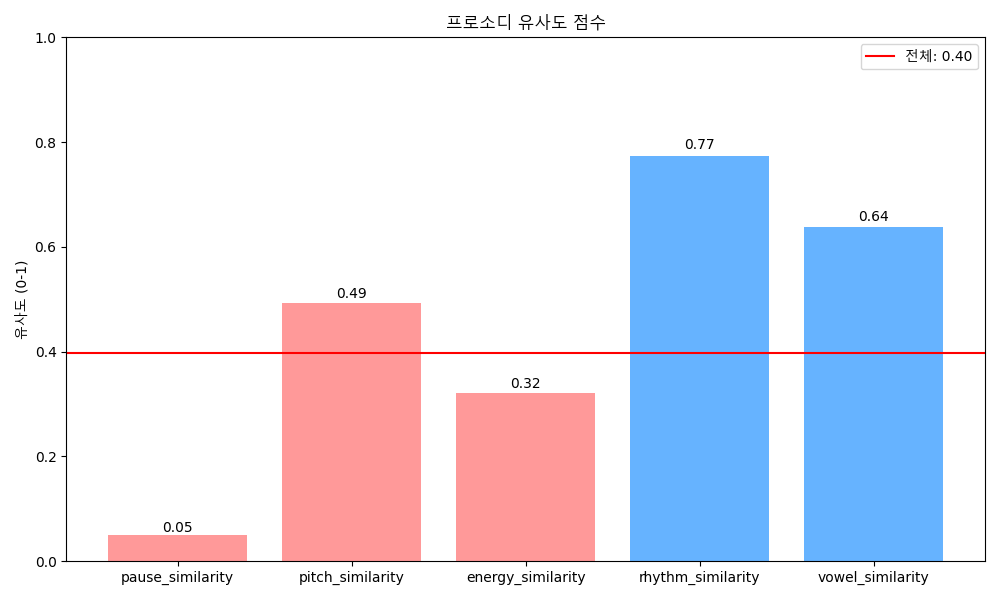 프로소디 유사도 점수
전체: 0.40
유사도 (0-1)
1.0
0.8
0.6
0.4
0.2
0.0
0.05
0.49
0.32
0.77
0.64
pause_similarity
pitch_similarity
energy_similarity
rhythm_similarity
vowel_similarity